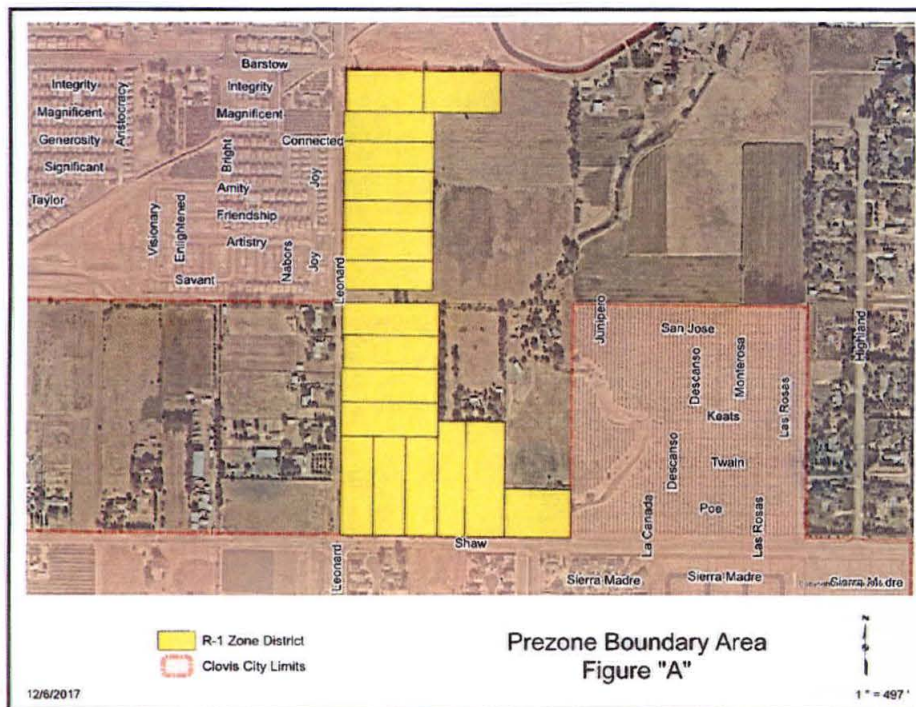 Barstow
Integrity
Integrity
Magnificent
Aristocracy
Magnificent
Generosity
Connected
Significant
Bright
Joy
Amity
Taylor
Visionary
Enlightened
Friendship
Artistry
Nabors
Joy
Savant
Leonard
Junipero
San Jose
Highland
Descanso
Monterosa
Las Rosas
Keats
Descanso
Twain
Poe
La Canada
Las Rosas
Shaw
Leonard
Sierra Madre
Sierra Madre
Sierra Madre
R-1 Zone District
Clovis City Limits
Prezone Boundary Area
Figure "A"
12/6/2017
1 " = 497 '